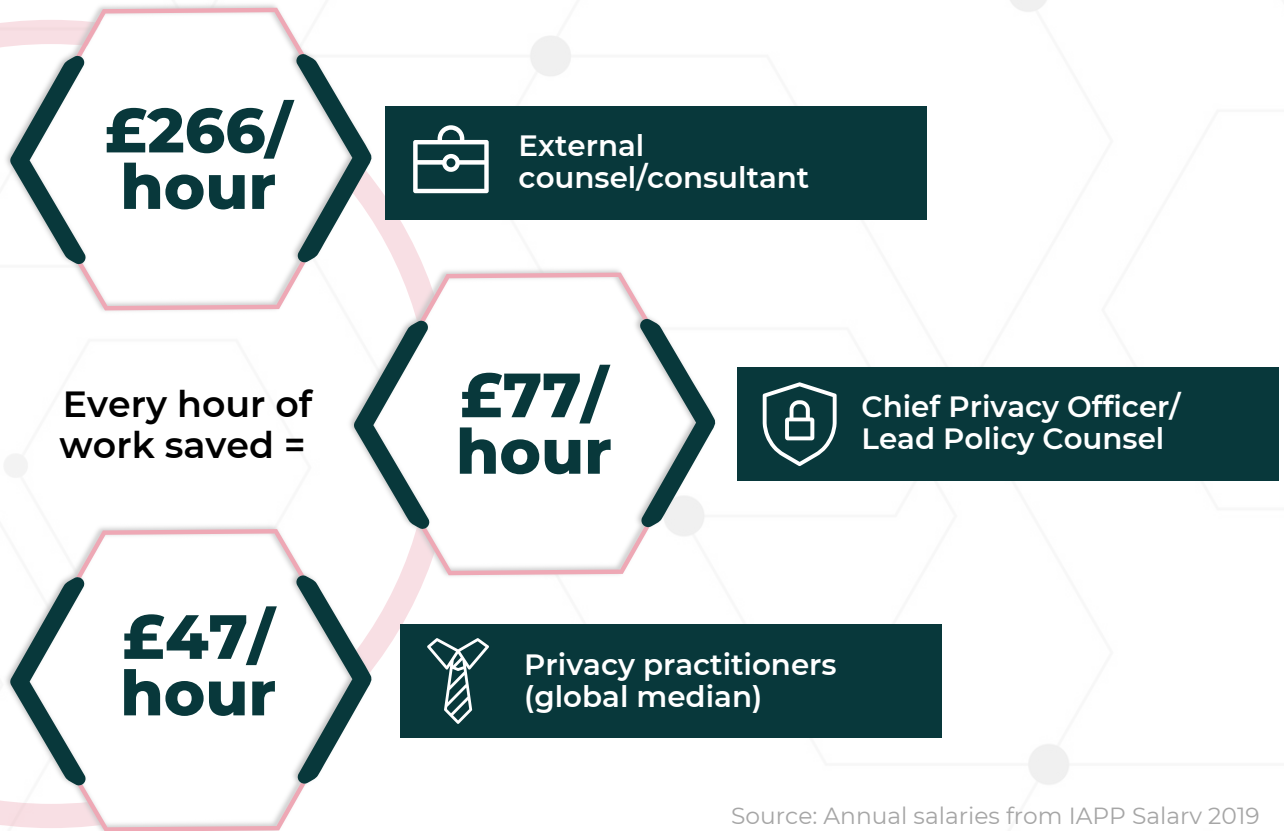 £266/
hour
External
counsel/consultant
Every hour of
work saved =
£77/
hour
Chief Privacy Officer/
Lead Policy Counsel
£47/
hour
Privacy practitioners
(global median)
Source: Annual salaries from IAPP Salary 2019